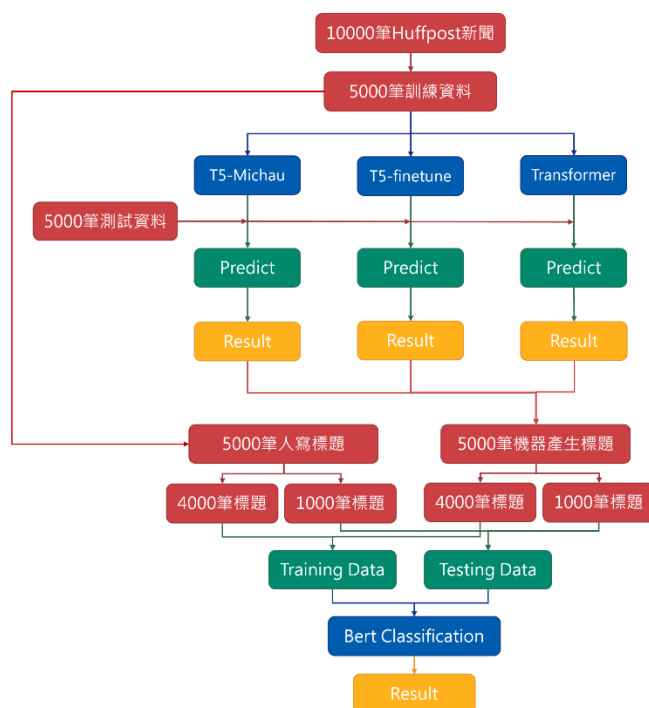 10000筆Huffpost新聞
5000筆訓練資料
T5-Michau
T5-finetune
Transformer
5000筆測試資料
Predict
Predict
Predict
Result
Result
Result
5000筆人寫標題
5000筆機器產生標題
4000筆標題
1000筆標題
4000筆標題
1000筆標題
Training Data
Testing Data
Bert Classification
Result